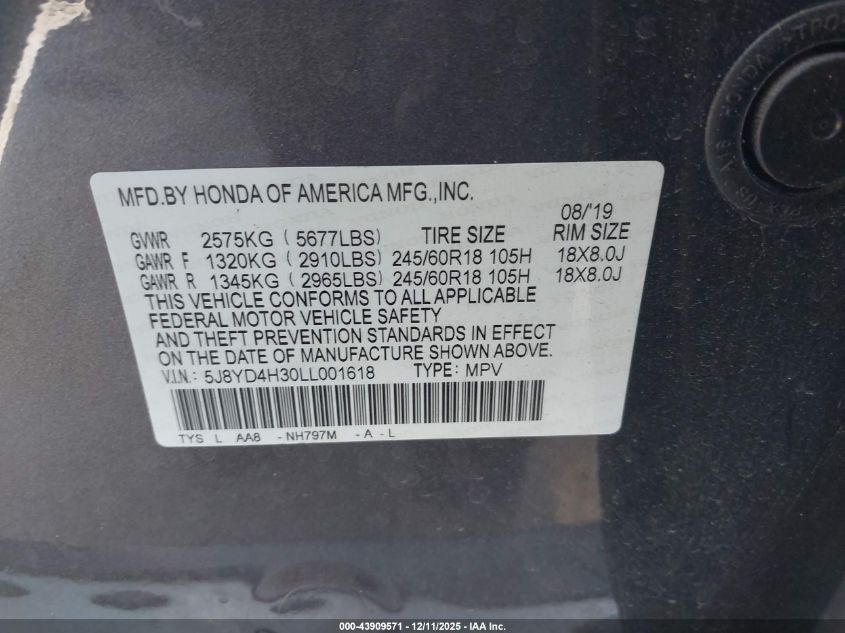 MFD.BY HONDA OF AMERICA MFG.,INC.
08/'19
GVWR 2575KG ( 5677LBS) TIRE SIZE RIM SIZE
GAWR F 1320KG ( 2910LBS) 245/60R18 105H 18X8.0J
GAWR R 1345KG ( 2965LBS) 245/60R18 105H 18X8.0J
THIS VEHICLE CONFORMS TO ALL APPLICABLE
FEDERAL MOTOR VEHICLE SAFETY
AND THEFT PREVENTION STANDARDS IN EFFECT
ON THE DATE OF MANUFACTURE SHOWN ABOVE.
V.I.N.: 5J8YD4H30LL001618 TYPE: MPV
TYS L AA8 - NH797M - A - L
HONDA
000-43909571 - 12/11/2025 - IAA Inc.